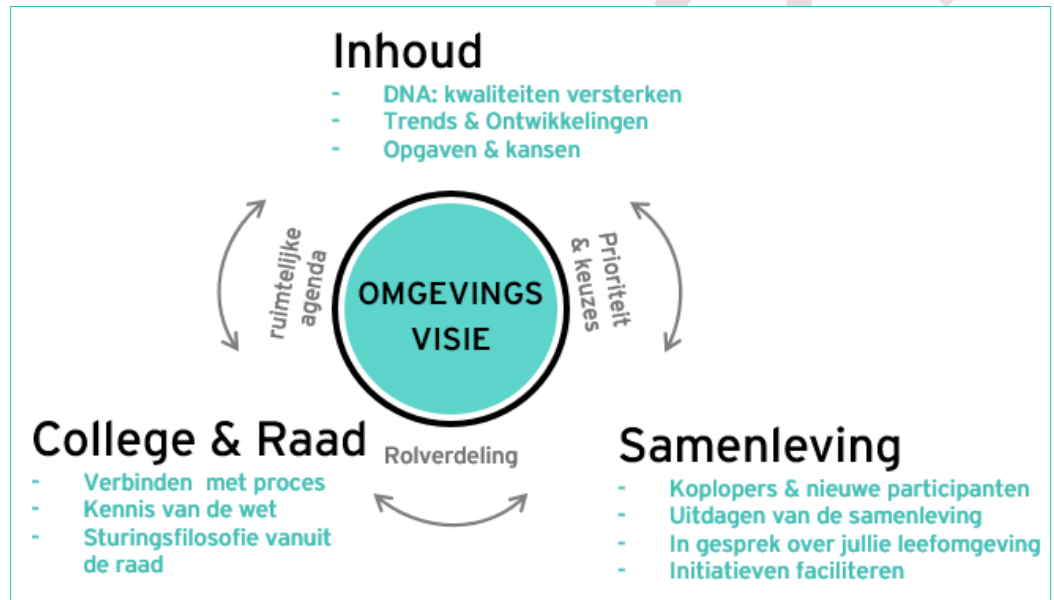 Inhoud
- DNA: kwaliteiten versterken
- Trends & Ontwikkelingen
- Opgaven & kansen
ruimtelijke
agenda
OMGEVINGS
VISIE
Prioriteit
& keuzes
College & Raad
- Verbinden met proces
- Kennis van de wet
- Sturingsfilosofie vanuit
de raad
Rolverdeling
Samenleving
- Koplopers & nieuwe participanten
- Uitdagen van de samenleving
- In gesprek over jullie leefomgeving
- Initiatieven faciliteren